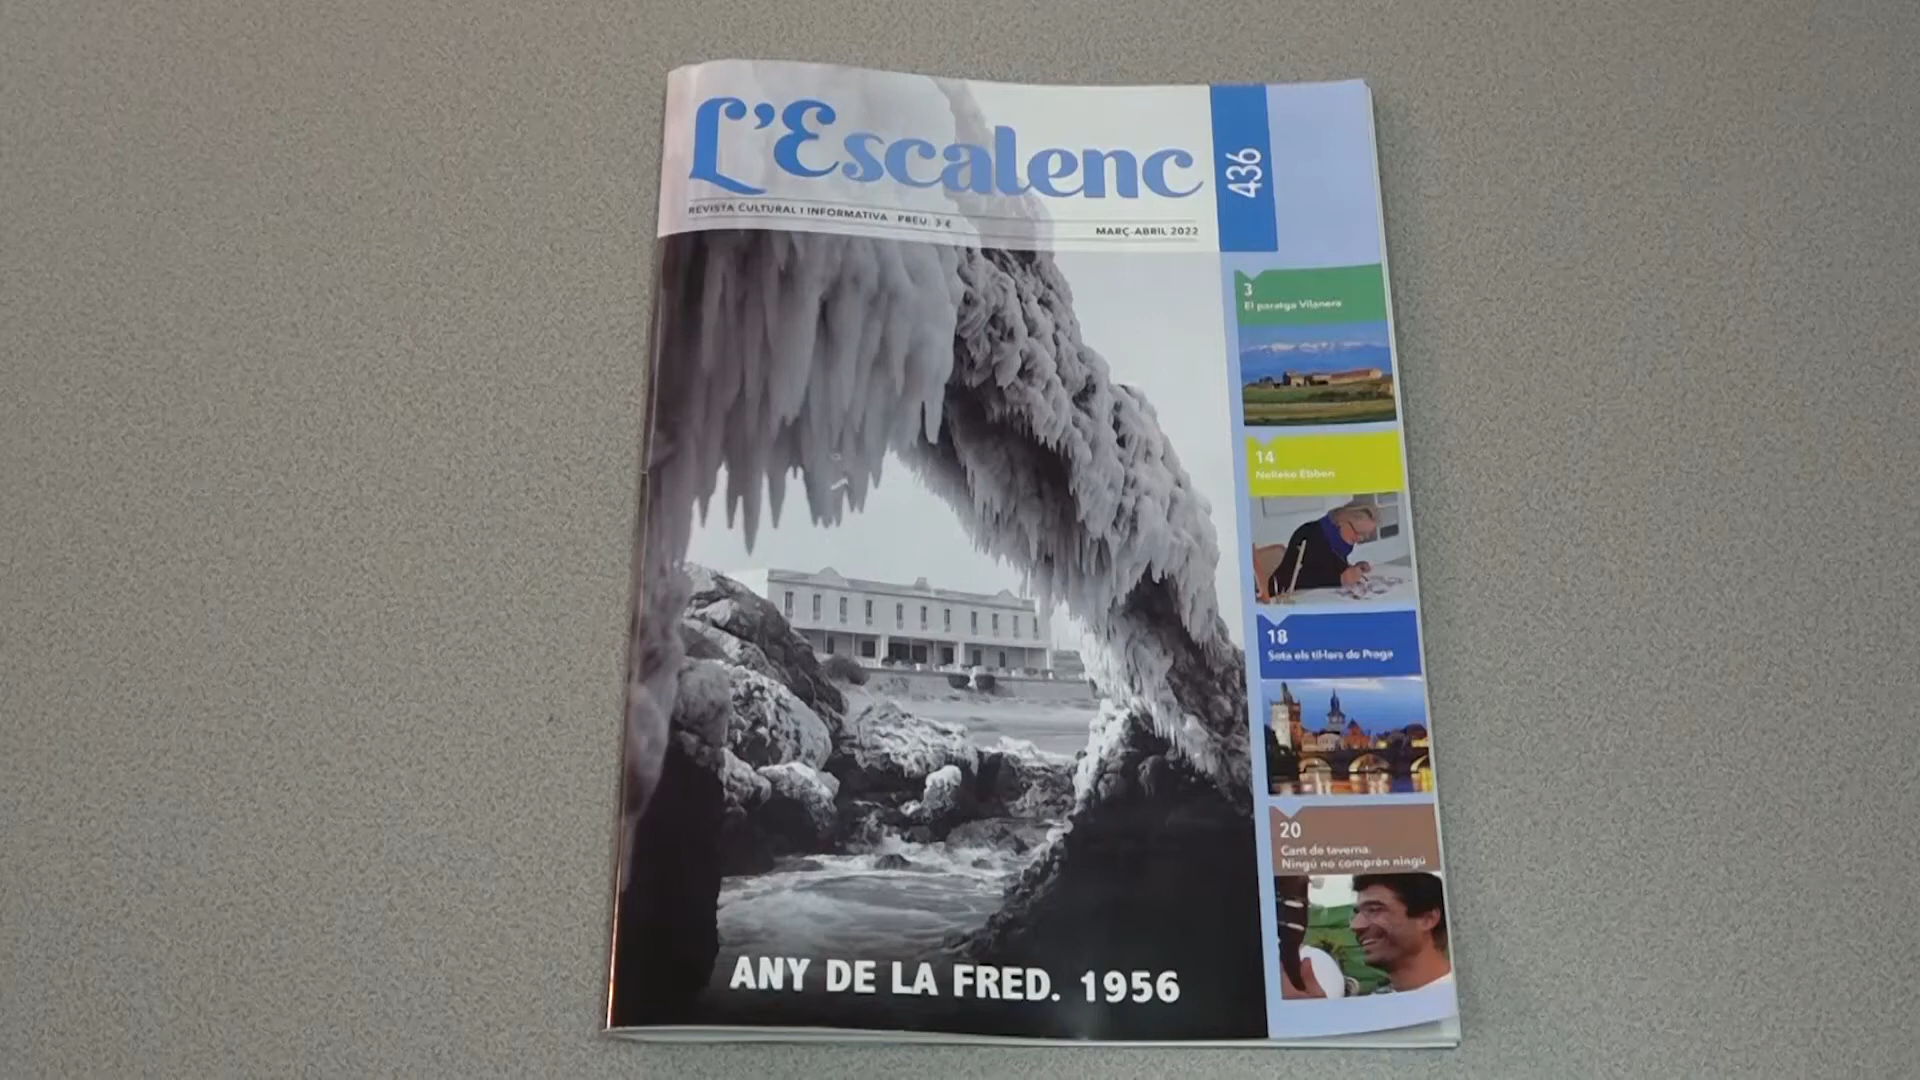 L'Escalenc
436
REVISTA CULTURAL I INFORMATIVA PREU: 3 €
MARÇ-ABRIL 2022
3
El paratge Vilanera
14
Nelleke Ebben
18
Sota els til·lers de Praga
20
Cant de taverna.
Ningú no comprèn ningú
ANY DE LA FRED. 1956